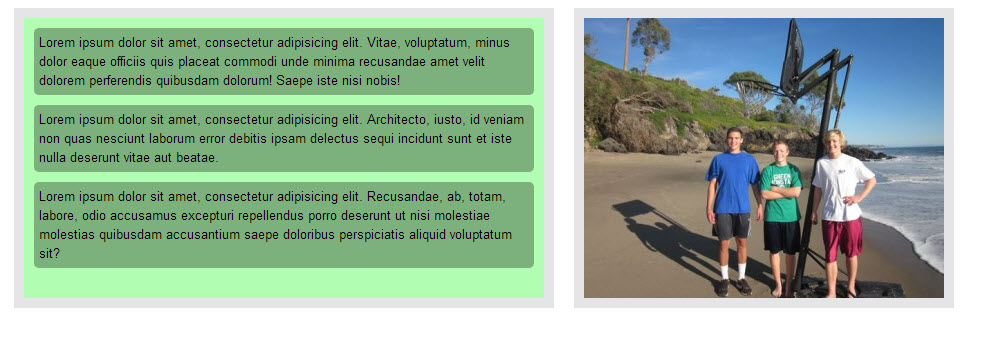 Lorem ipsum dolor sit amet, consectetur adipisicing elit. Vitae, voluptatum, minus
dolor eaque officiis quis placeat commodi unde minima recusandae amet velit
dolorem perferendis quibusdam dolorum! Saepe iste nisi nobis!
Lorem ipsum dolor sit amet, consectetur adipisicing elit. Architecto, iusto, id veniam
non quas nesciunt laborum error debitis ipsam delectus sequi incidunt sunt et iste
nulla deserunt vitae aut beatae.
Lorem ipsum dolor sit amet, consectetur adipisicing elit. Recusandae, ab, totam,
labore, odio accusamus excepturi repellendus porro deserunt ut nisi molestiae
molestias quibusdam accusantium saepe doloribus perspiciatis aliquid voluptatum
sit?
GREEN